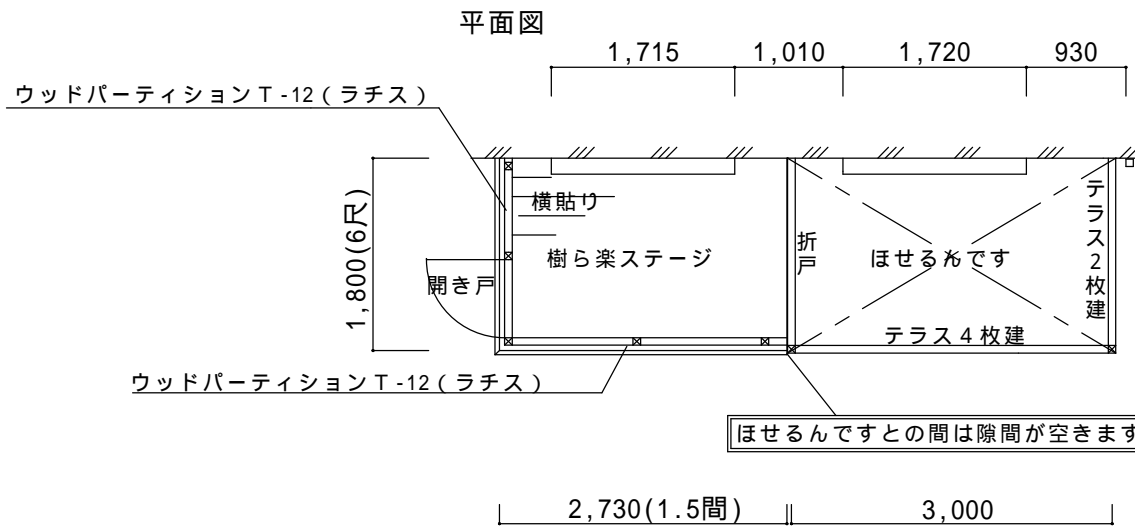 平面図
1,715 1,010 1,720 930
ウッドパーティションT-12(ラチス)
1,800(6尺)
横貼り
樹ら楽ステージ
開き戸
折戸
ほせるんです
テラス2枚建
テラス4枚建
ウッドパーティションT-12(ラチス)
ほせるんですとの間は隙間が空きます
2,730(1.5間) 3,000